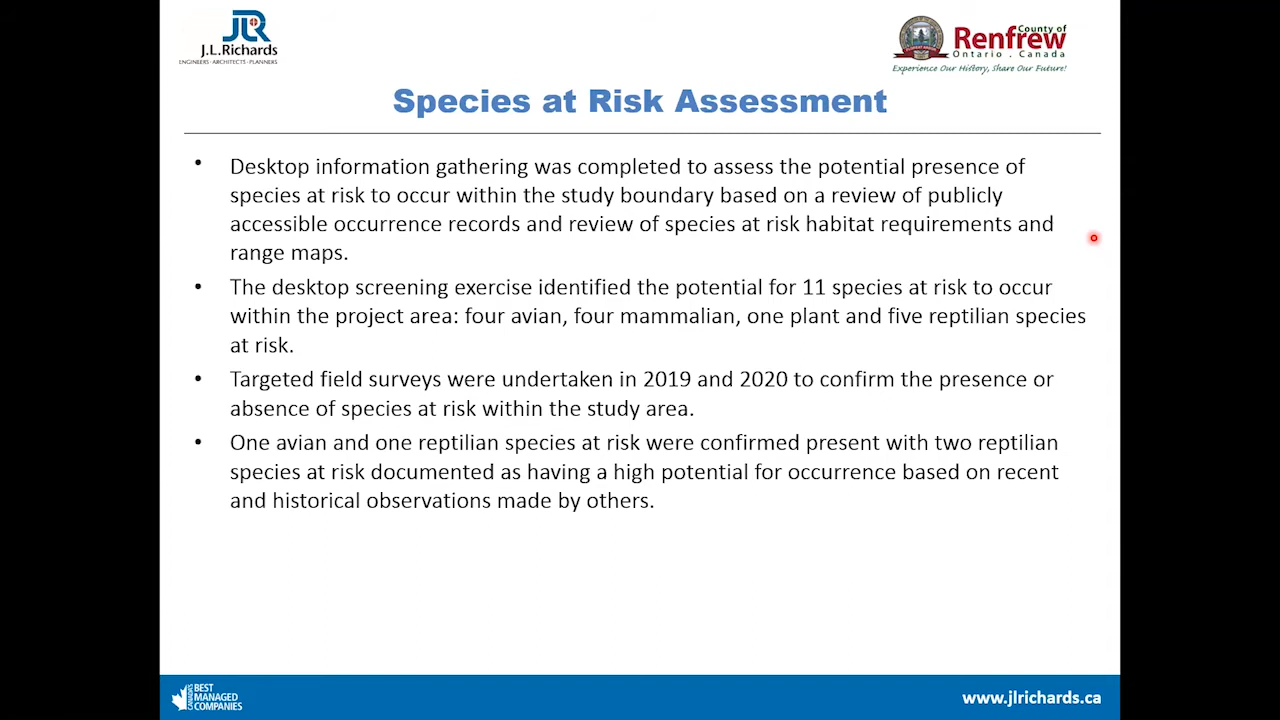 JLR
J.L.Richards
ENGINEERS · ARCHITECTS · PLANNERS
County of
Renfrew
Ontario . Canada
Experience Our History, Share Our Future!
Species at Risk Assessment
• Desktop information gathering was completed to assess the potential presence of
species at risk to occur within the study boundary based on a review of publicly
accessible occurrence records and review of species at risk habitat requirements and
range maps.
• The desktop screening exercise identified the potential for 11 species at risk to occur
within the project area: four avian, four mammalian, one plant and five reptilian species
at risk.
• Targeted field surveys were undertaken in 2019 and 2020 to confirm the presence or
absence of species at risk within the study area.
• One avian and one reptilian species at risk were confirmed present with two reptilian
species at risk documented as having a high potential for occurrence based on recent
and historical observations made by others.
CANADA'S
BEST
MANAGED
COMPANIES
www.jlrichards.ca